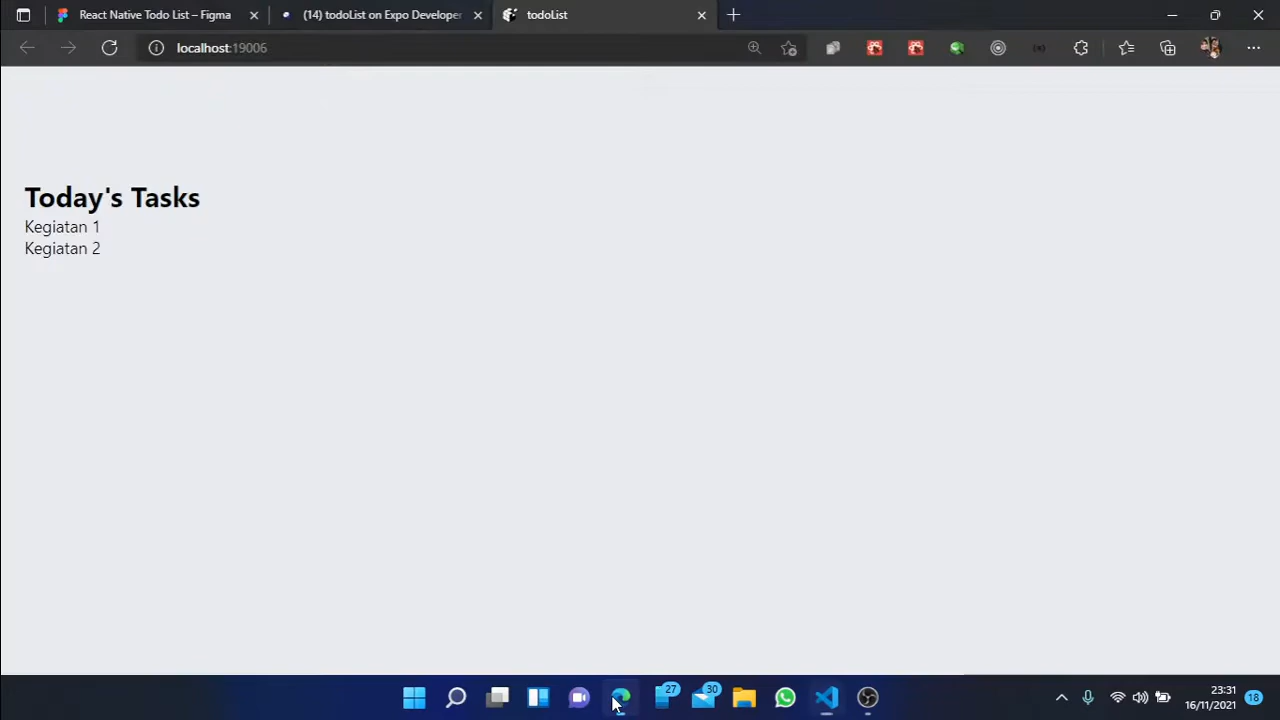 React Native Todo List – Figma
(14) todoList on Expo Developer
todoList
localhost:19006
Today's Tasks
Kegiatan 1
Kegiatan 2
27
30
23:31
16/11/2021
18